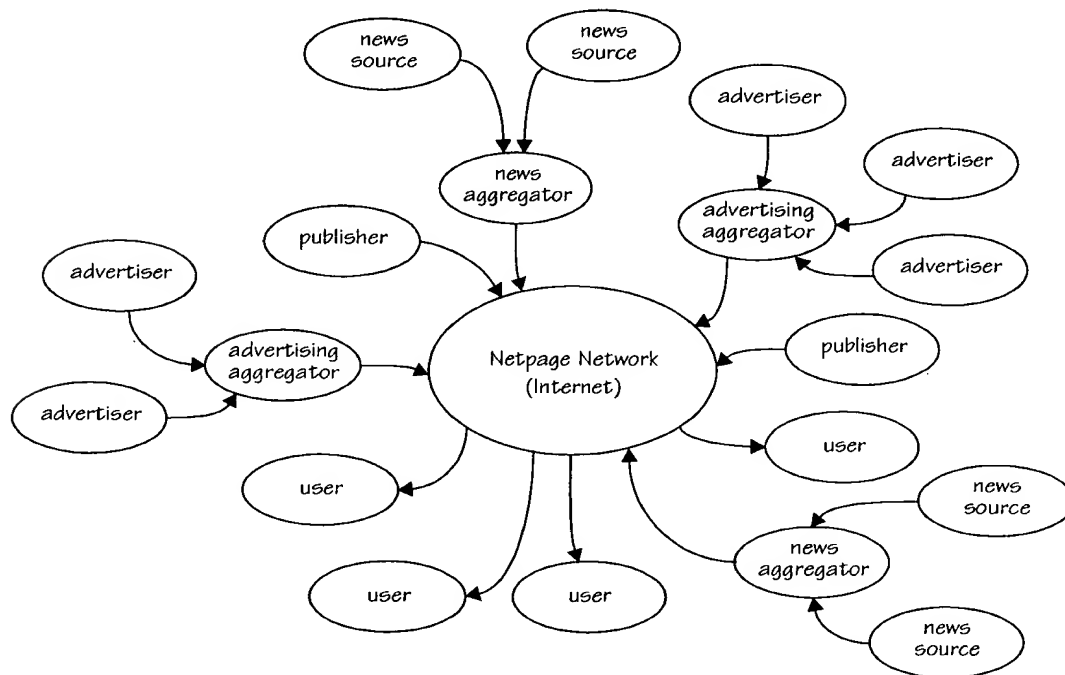 news
source
news
source
advertiser
advertiser
news
aggregator
advertising
aggregator
publisher
advertiser
advertiser
Netpage Network
(Internet)
publisher
advertising
aggregator
advertiser
user
user
news
source
news
aggregator
user
user
news
source